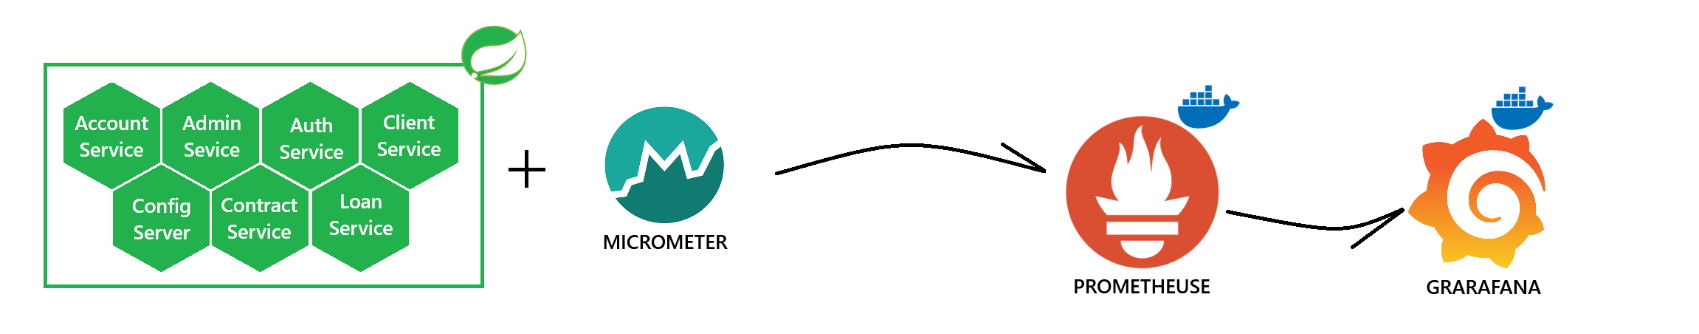 Account
Service
Admin
Sevice
Auth
Service
Client
Service
Config
Server
Contract
Service
Loan
Service
MICROMETER
PROMETHEUSE
GRARAFANA